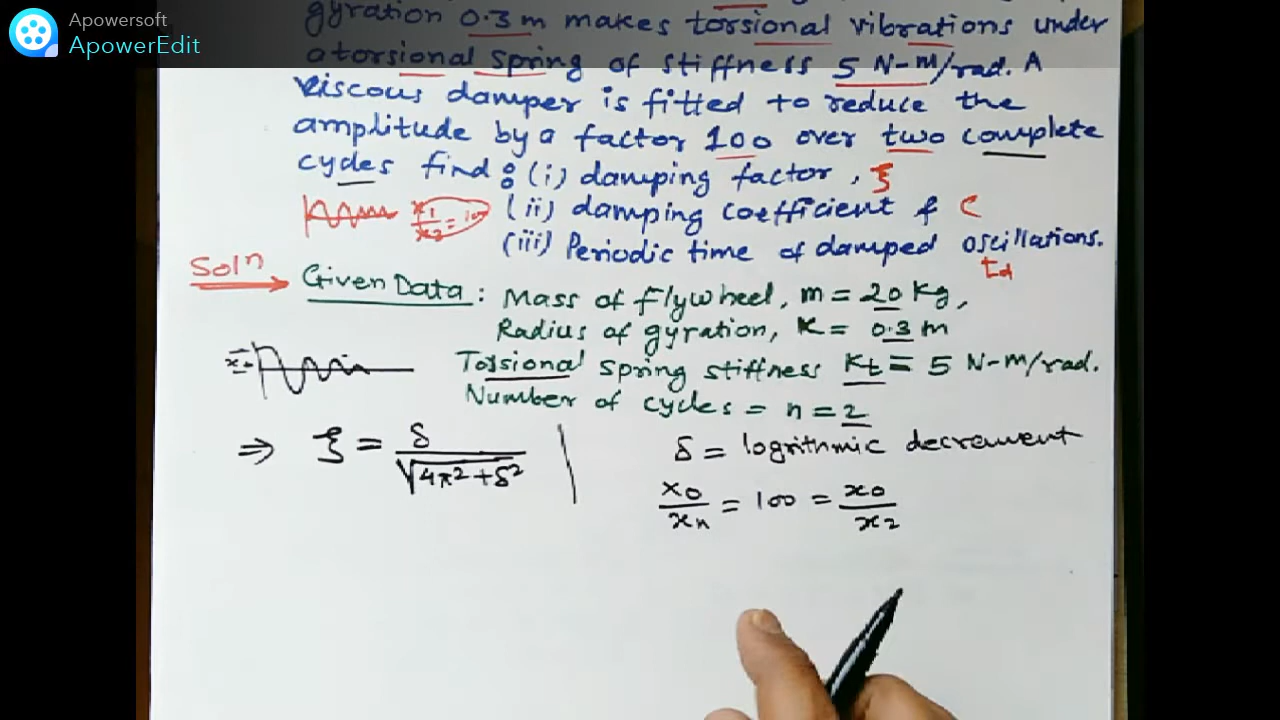 Apowersoft
ApowerEdit
gyration 0.3 m makes torsional vibrations under
a torsional spring of stiffness 5 N-m/rad. A
viscous damper is fitted to reduce the
amplitude by a factor 100 over two complete
cycles find : (i) damping factor, ξ
x1/x2 = 100 (ii) damping coefficient & C
(iii) Periodic time of damped oscillations.
td
Soln
Given Data : Mass of flywheel, m = 20 kg,
Radius of gyration, K = 0.3 m
Torsional spring stiffness Kt = 5 N-m/rad.
Number of cycles = n = 2
⇒ ξ = δ/√4π²+δ²
δ = logrithmic decrement
x0/xn = 100 = x0/x2